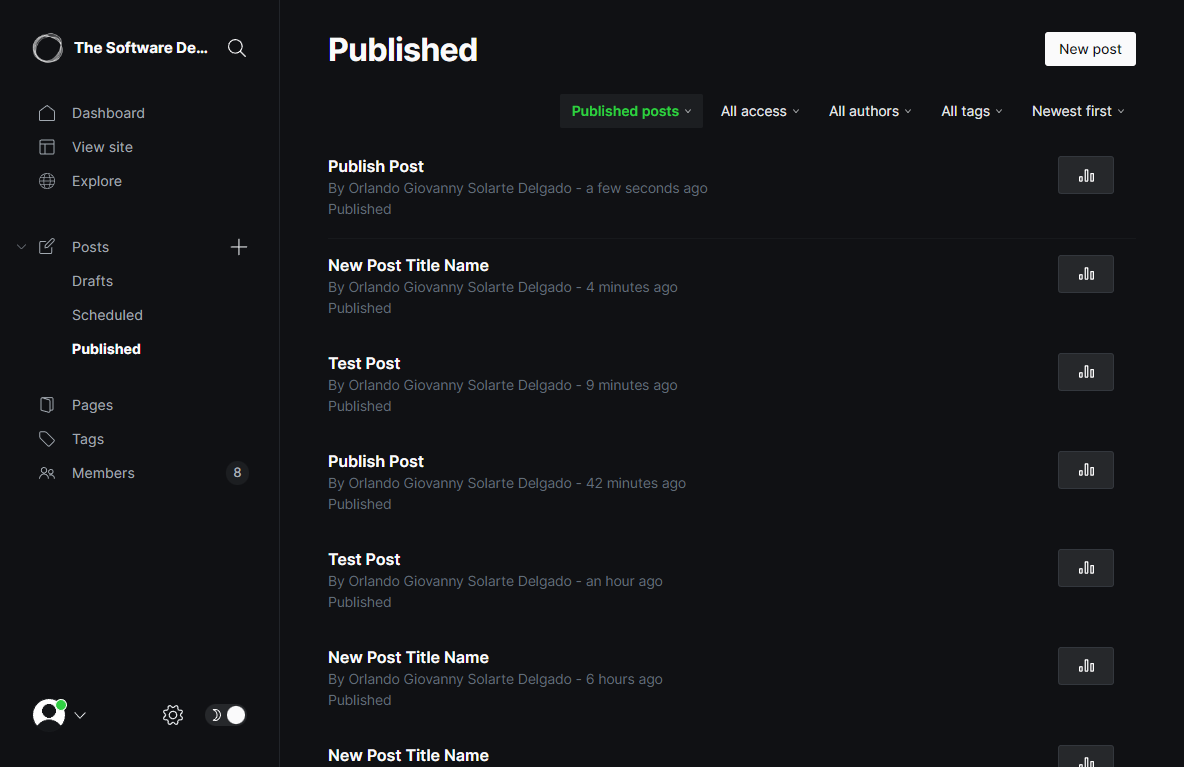 The Software De...
Dashboard
View site
Explore
Posts
Drafts
Scheduled
Published
Pages
Tags
Members 8
Published
New post
Published posts All access All authors All tags Newest first
Publish Post
By Orlando Giovanny Solarte Delgado - a few seconds ago
Published
New Post Title Name
By Orlando Giovanny Solarte Delgado - 4 minutes ago
Published
Test Post
By Orlando Giovanny Solarte Delgado - 9 minutes ago
Published
Publish Post
By Orlando Giovanny Solarte Delgado - 42 minutes ago
Published
Test Post
By Orlando Giovanny Solarte Delgado - an hour ago
Published
New Post Title Name
By Orlando Giovanny Solarte Delgado - 6 hours ago
Published
New Post Title Name